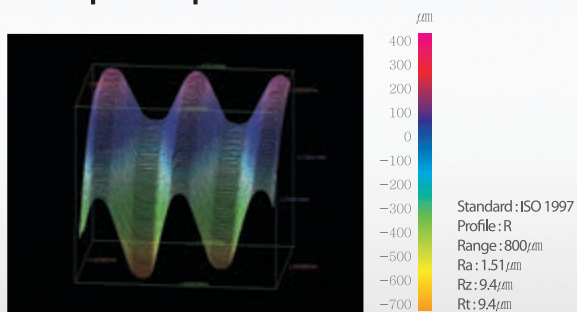 μm
400
300
200
100
0
−100
−200
−300
−400
−500
−600
−700
Standard : ISO 1997
Profile : R
Range : 800μm
Ra : 1.51μm
Rz : 9.4μm
Rt : 9.4μm